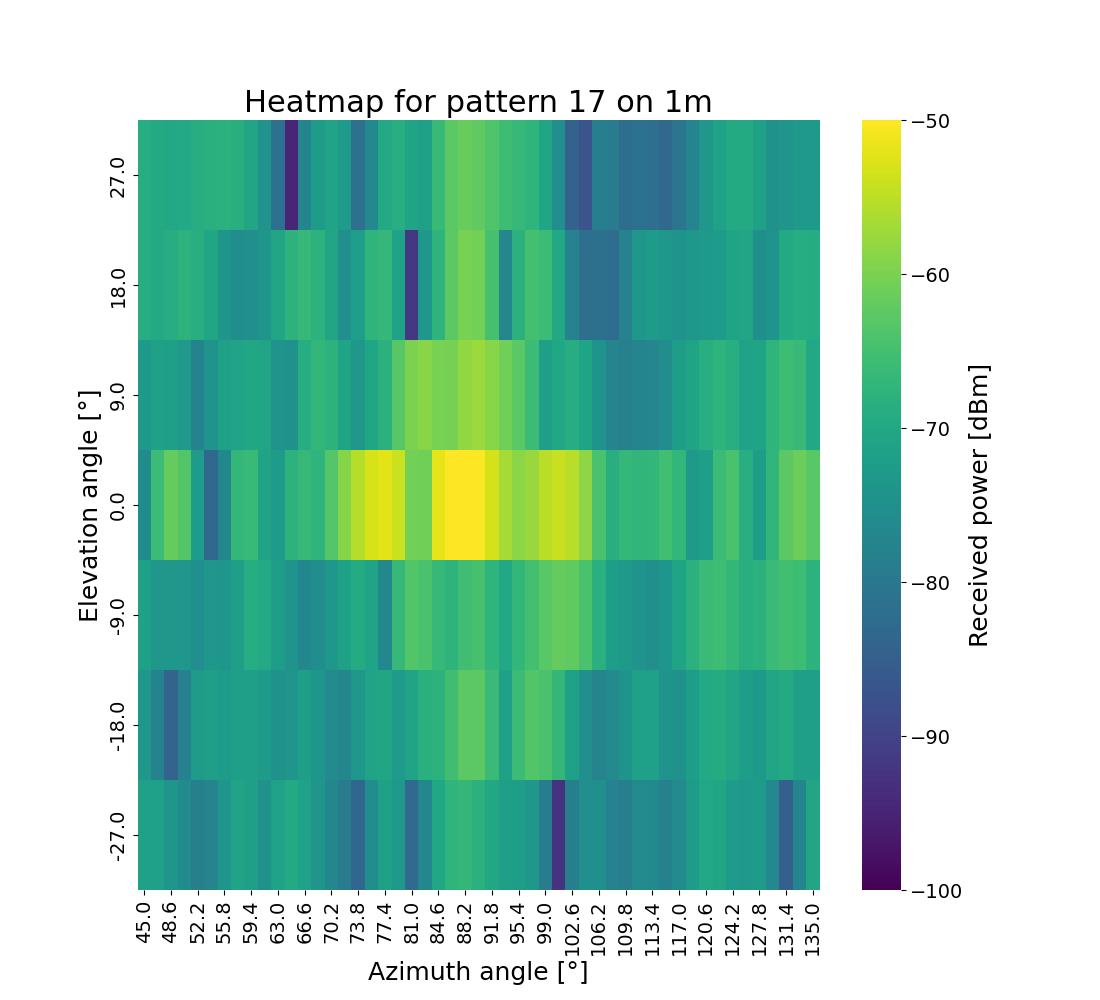 Heatmap for pattern 17 on 1m
Elevation angle [°]
27.0
18.0
9.0
0.0
-9.0
-18.0
-27.0
45.0 48.6 52.2 55.8 59.4 63.0 66.6 70.2 73.8 77.4 81.0 84.6 88.2 91.8 95.4 99.0 102.6 106.2 109.8 113.4 117.0 120.6 124.2 127.8 131.4 135.0
Azimuth angle [°]
−50
−60
−70
−80
−90
−100
Received power [dBm]